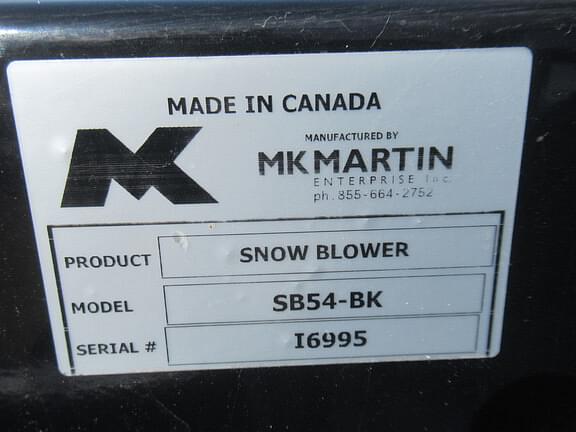 MADE IN CANADA
MK
MANUFACTURED BY
MKMARTIN
ENTERPRISE Inc.
ph.855-664-2752
PRODUCT SNOW BLOWER
MODEL SB54-BK
SERIAL # I6995